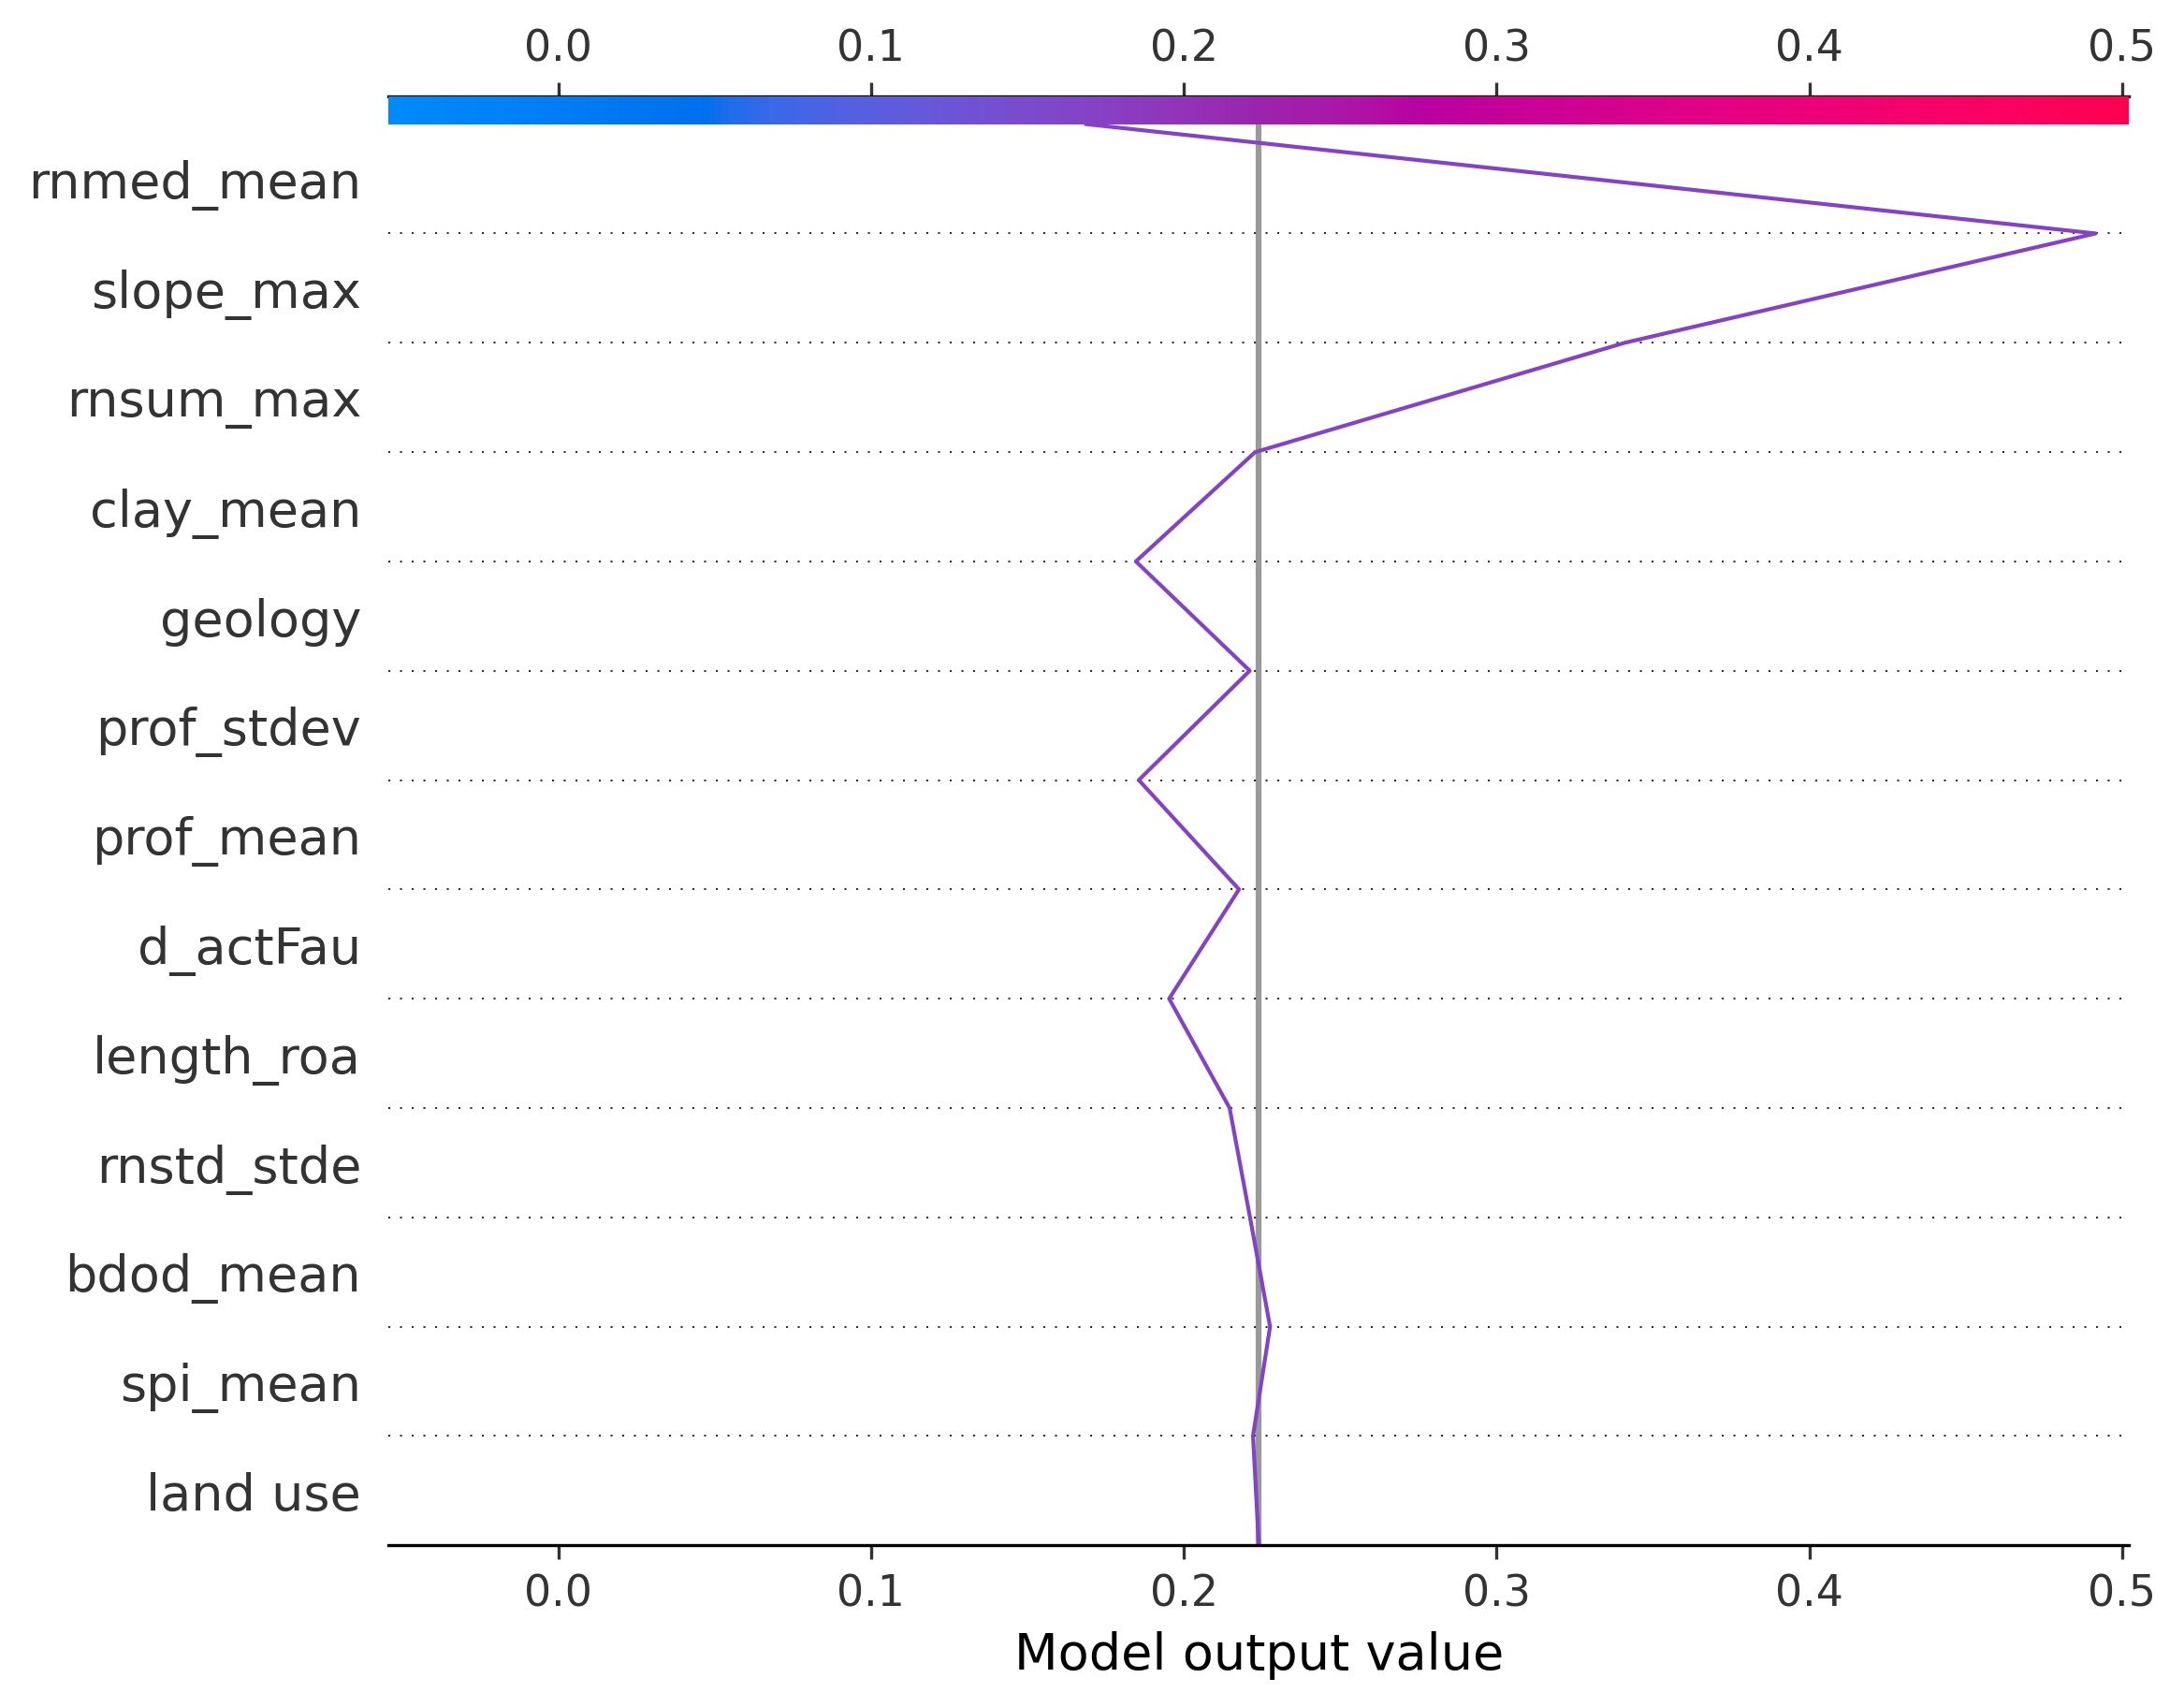 0.0 0.1 0.2 0.3 0.4 0.5
rnmed_mean
slope_max
rnsum_max
clay_mean
geology
prof_stdev
prof_mean
d_actFau
length_roa
rnstd_stde
bdod_mean
spi_mean
land use
0.0 0.1 0.2 0.3 0.4 0.5
Model output value